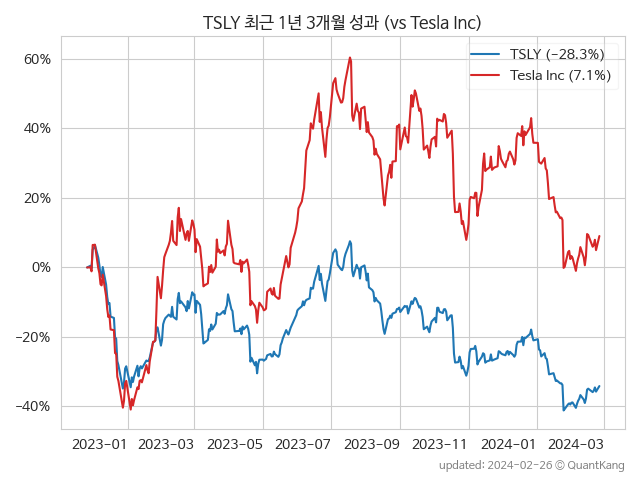 TSLY 최근 1년 3개월 성과 (vs Tesla Inc)
TSLY (−28.3%)
Tesla Inc (7.1%)
60%
40%
20%
0%
−20%
−40%
2023-01 2023-03 2023-05 2023-07 2023-09 2023-11 2024-01 2024-03
updated: 2024-02-26 © QuantKang